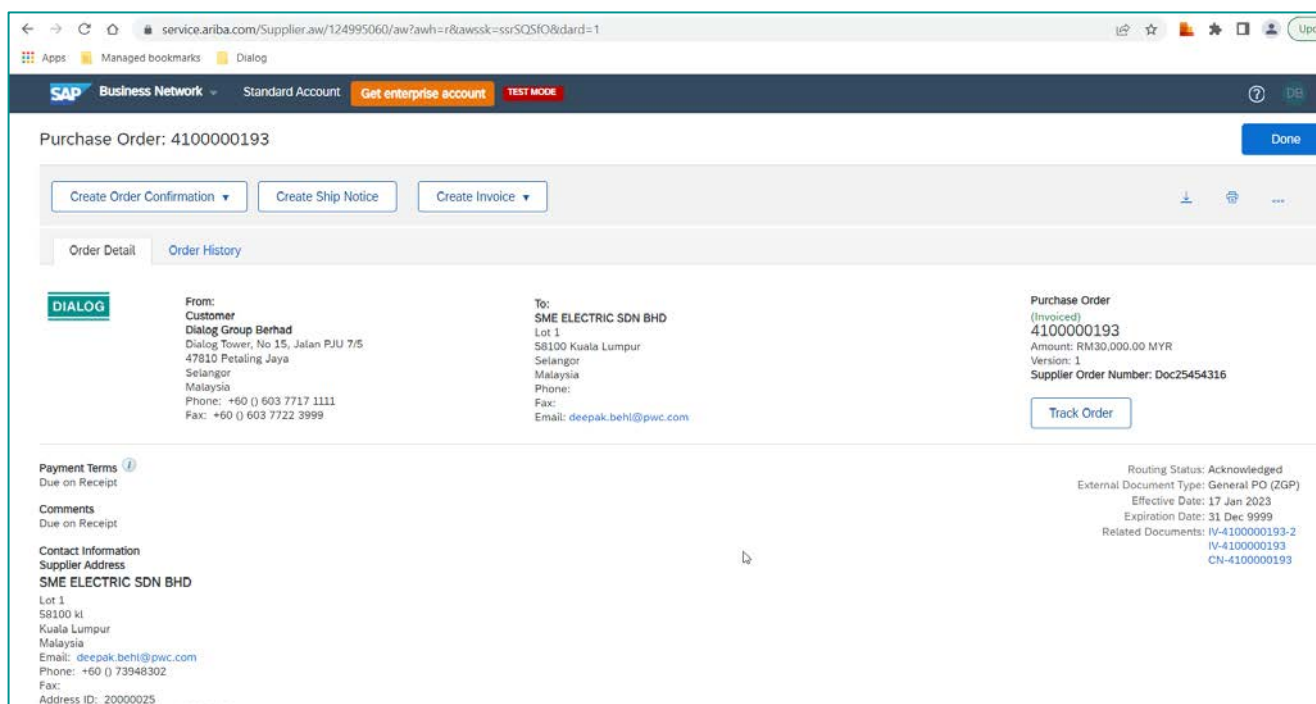 service.ariba.com/Supplier.aw/124995060/aw?awh=r&awssk=ssrSQSfO&dard=1
Apps Managed bookmarks Dialog
SAP Business Network Standard Account Get enterprise account TEST MODE DB
Purchase Order: 4100000193
Done
Create Order Confirmation Create Ship Notice Create Invoice
Order Detail Order History
DIALOG
From:
Customer
Dialog Group Berhad
Dialog Tower, No 15, Jalan PJU 7/5
47810 Petaling Jaya
Selangor
Malaysia
Phone: +60 () 603 7717 1111
Fax: +60 () 603 7722 3999
To:
SME ELECTRIC SDN BHD
Lot 1
58100 Kuala Lumpur
Selangor
Malaysia
Phone:
Fax:
Email: deepak.behl@pwc.com
Purchase Order
(Invoiced)
4100000193
Amount: RM30,000.00 MYR
Version: 1
Supplier Order Number: Doc25454316
Track Order
Payment Terms
Due on Receipt
Comments
Due on Receipt
Contact Information
Supplier Address
SME ELECTRIC SDN BHD
Lot 1
58100 kl
Kuala Lumpur
Malaysia
Email: deepak.behl@pwc.com
Phone: +60 () 73948302
Fax:
Address ID: 20000025
Routing Status: Acknowledged
External Document Type: General PO (ZGP)
Effective Date: 17 Jan 2023
Expiration Date: 31 Dec 9999
Related Documents: IV-4100000193-2
IV-4100000193
CN-4100000193